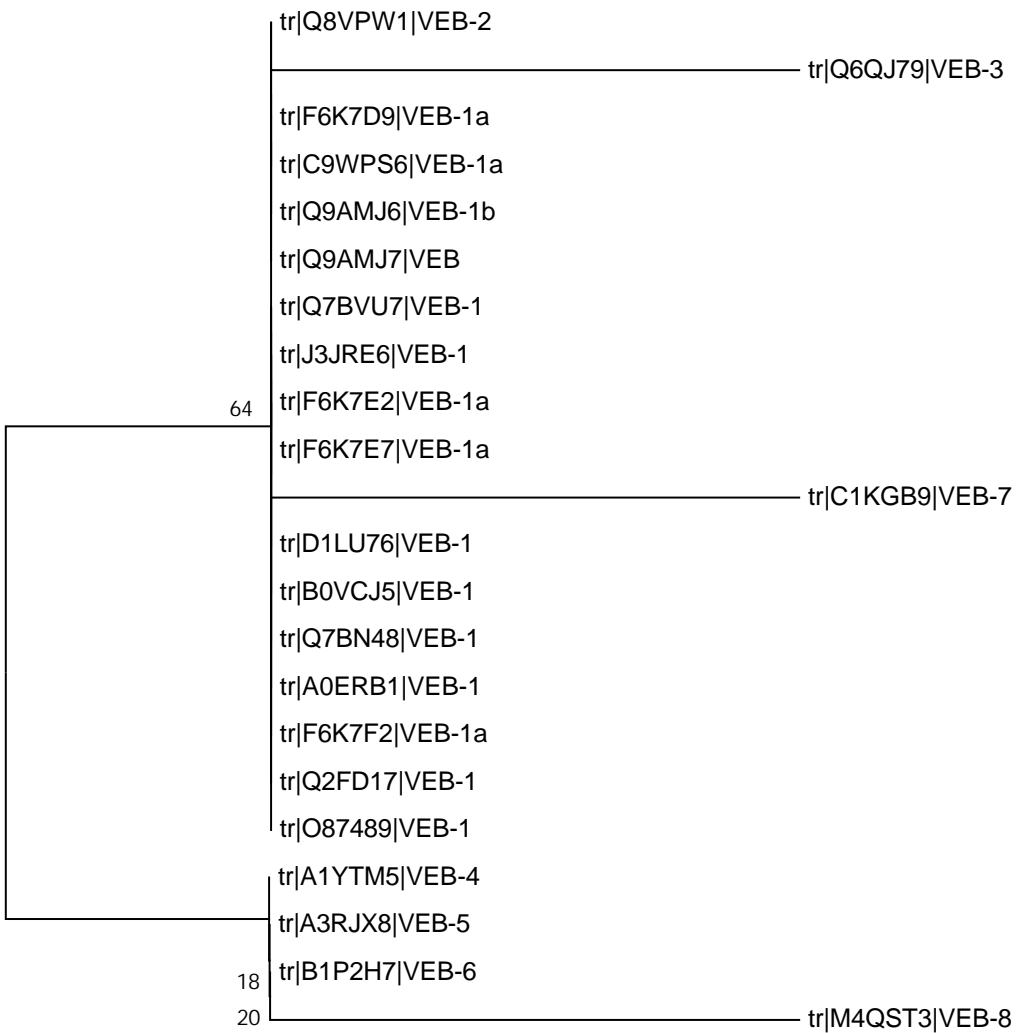 tr|Q8VPW1|VEB-2
tr|Q6QJ79|VEB-3
tr|F6K7D9|VEB-1a
tr|C9WPS6|VEB-1a
tr|Q9AMJ6|VEB-1b
tr|Q9AMJ7|VEB
tr|Q7BVU7|VEB-1
tr|J3JRE6|VEB-1
tr|F6K7E2|VEB-1a
64
tr|F6K7E7|VEB-1a
tr|C1KGB9|VEB-7
tr|D1LU76|VEB-1
tr|B0VCJ5|VEB-1
tr|Q7BN48|VEB-1
tr|A0ERB1|VEB-1
tr|F6K7F2|VEB-1a
tr|Q2FD17|VEB-1
tr|O87489|VEB-1
tr|A1YTM5|VEB-4
tr|A3RJX8|VEB-5
tr|B1P2H7|VEB-6
18
20
tr|M4QST3|VEB-8